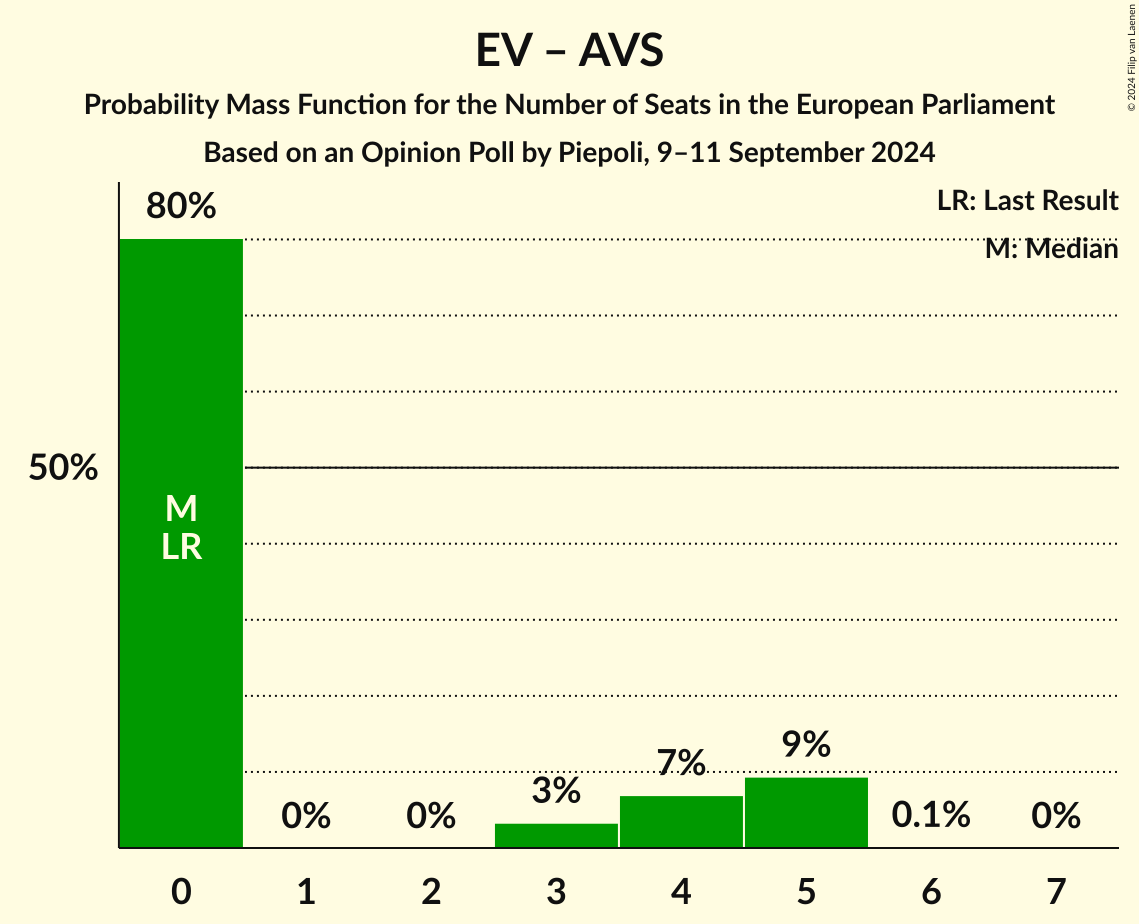 EV – AVS
Probability Mass Function for the Number of Seats in the European Parliament
Based on an Opinion Poll by Piepoli, 9–11 September 2024
© 2024 Filip van Laenen
LR: Last Result
M: Median
80%
50%
M
LR
0%
0%
3%
7%
9%
0.1%
0%
0 1 2 3 4 5 6 7